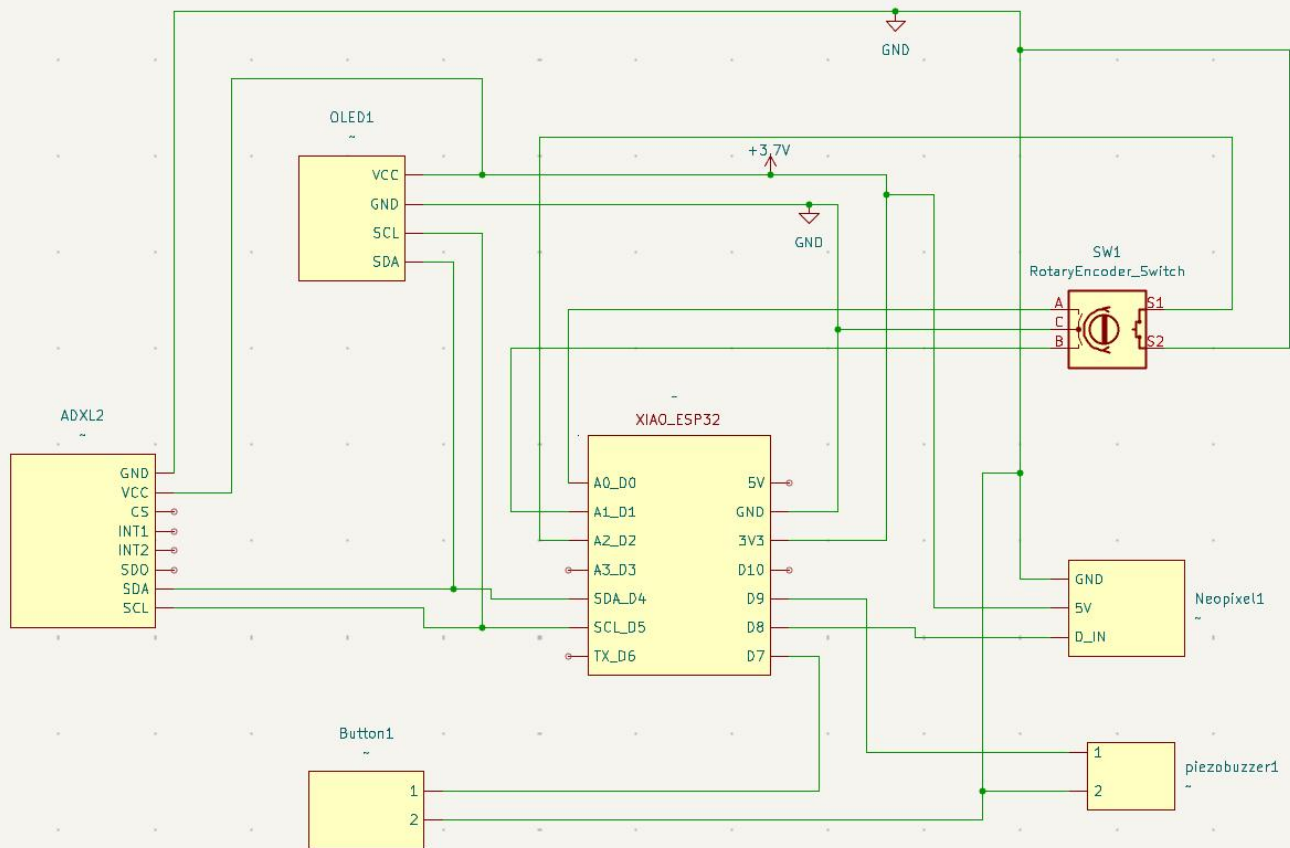 GND
OLED1
~
VCC
GND
SCL
SDA
+3.7V
GND
SW1
RotaryEncoder_Switch
A
C
B
S1
S2
ADXL2
~
GND
VCC
CS
INT1
INT2
SDO
SDA
SCL
~
XIAO_ESP32
A0_D0
A1_D1
A2_D2
A3_D3
SDA_D4
SCL_D5
TX_D6
5V
GND
3V3
D10
D9
D8
D7
GND
5V
D_IN
Neopixel1
~
Button1
~
1
2
1
2
piezobuzzer1
~